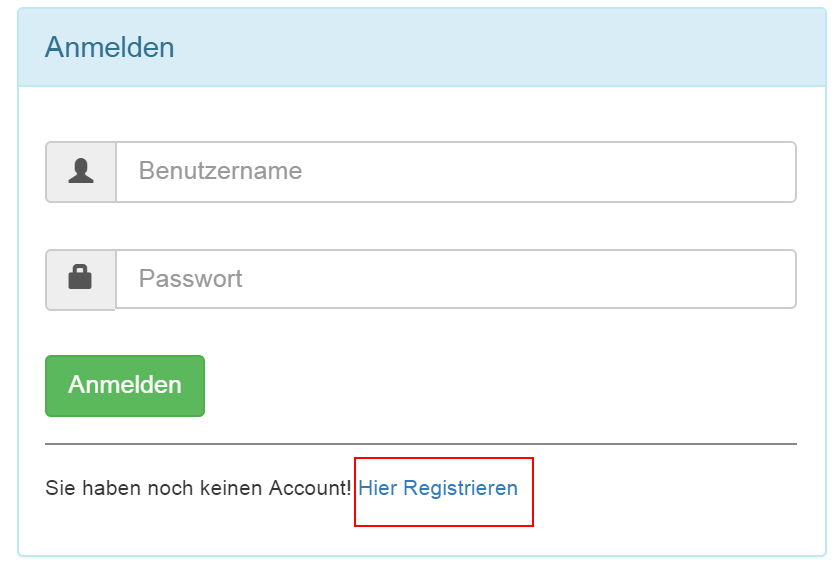 Anmelden
Benutzername
Passwort
Anmelden
Sie haben noch keinen Account! Hier Registrieren